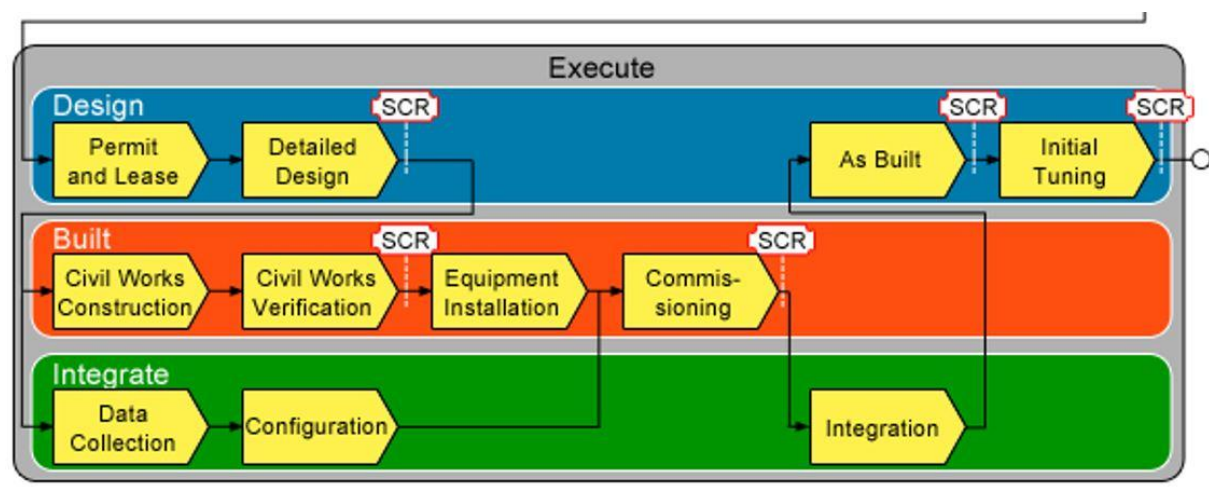 Execute
Design
SCR
SCR
SCR
Permit
and Lease
Detailed
Design
As Built
Initial
Tuning
Built
SCR
SCR
Civil Works
Construction
Civil Works
Verification
Equipment
Installation
Commis-
sioning
Integrate
Data
Collection
Configuration
Integration